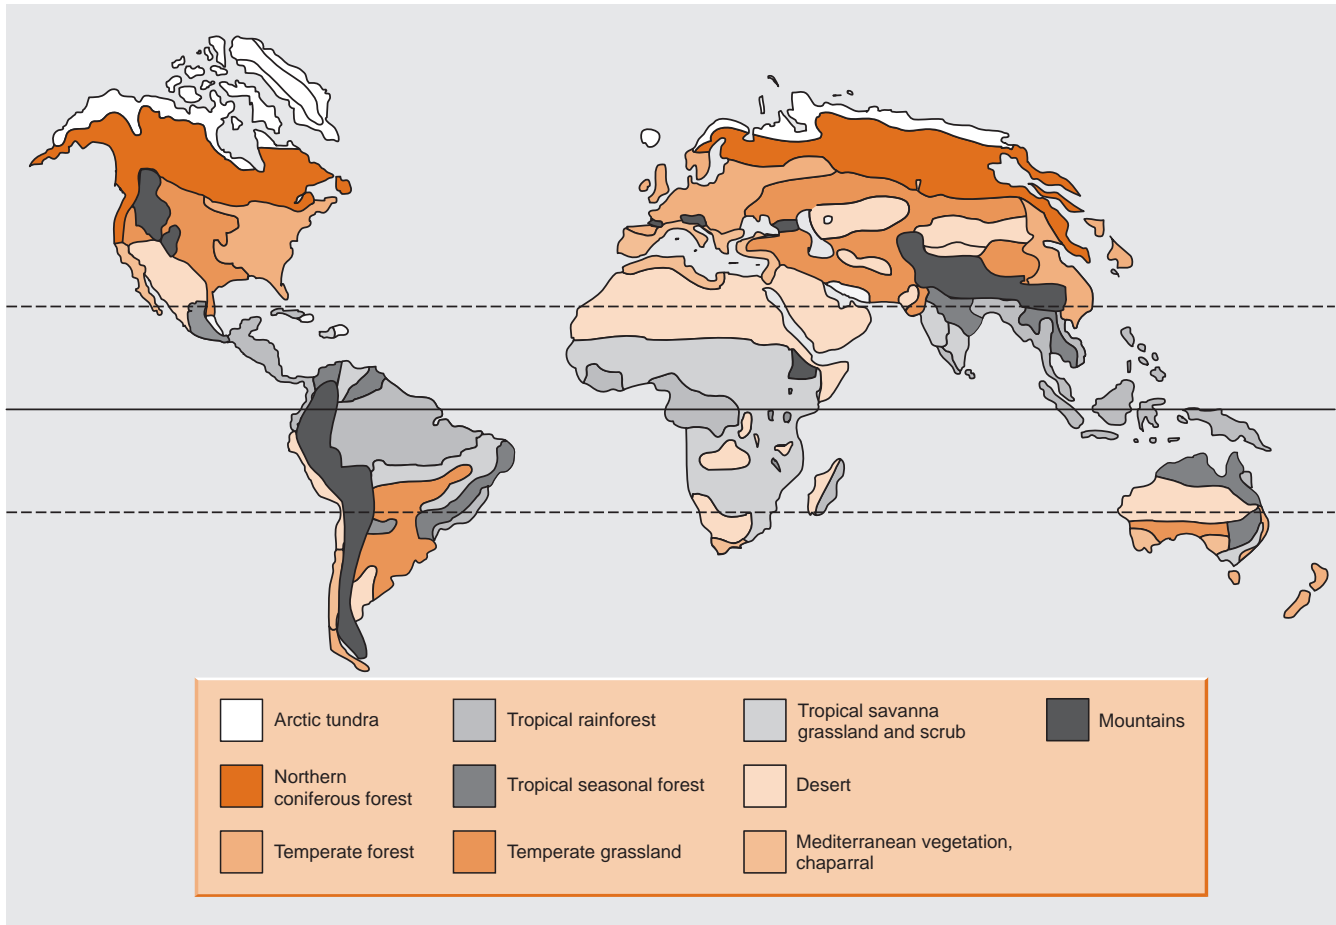 Arctic tundra
Northern
coniferous forest
Temperate forest
Tropical rainforest
Tropical seasonal forest
Temperate grassland
Tropical savanna
grassland and scrub
Desert
Mediterranean vegetation,
chaparral
Mountains